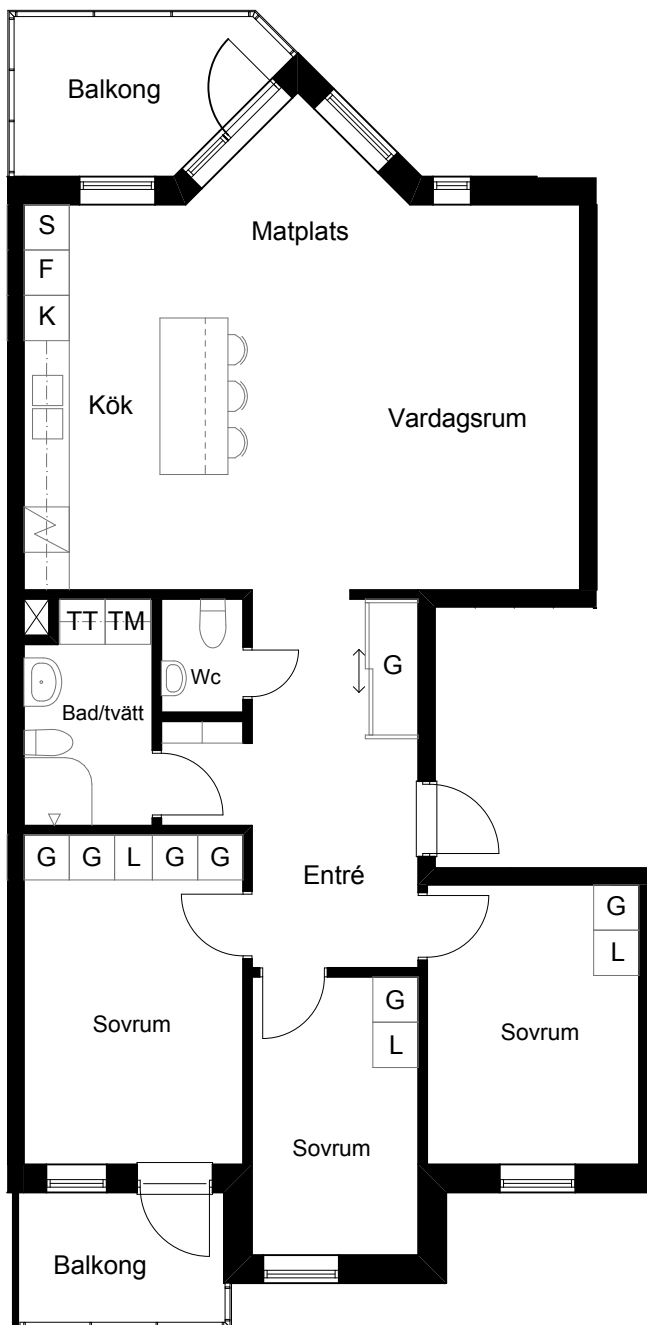 Balkong
S
F
K
Matplats
Kök
Vardagsrum
TT TM
Wc
G
Bad/tvätt
G G L G G
Entré
G
L
G
L
Sovrum
Sovrum
Sovrum
Balkong